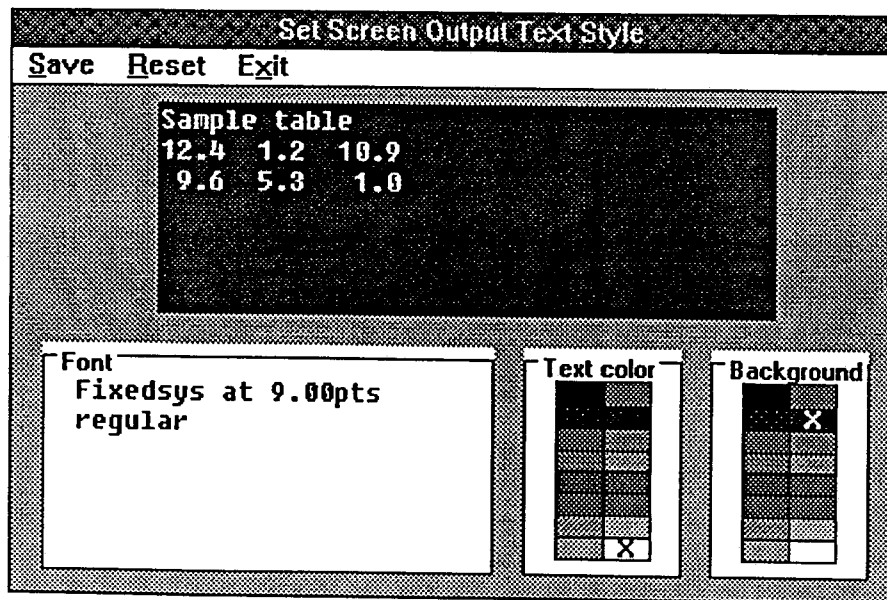 Set Screen Output Text Style
Save Reset Exit
Sample table
12.4 1.2 10.9
9.6 5.3 1.0
Font
Fixedsys at 9.00pts
regular
Text color
X
Background
X